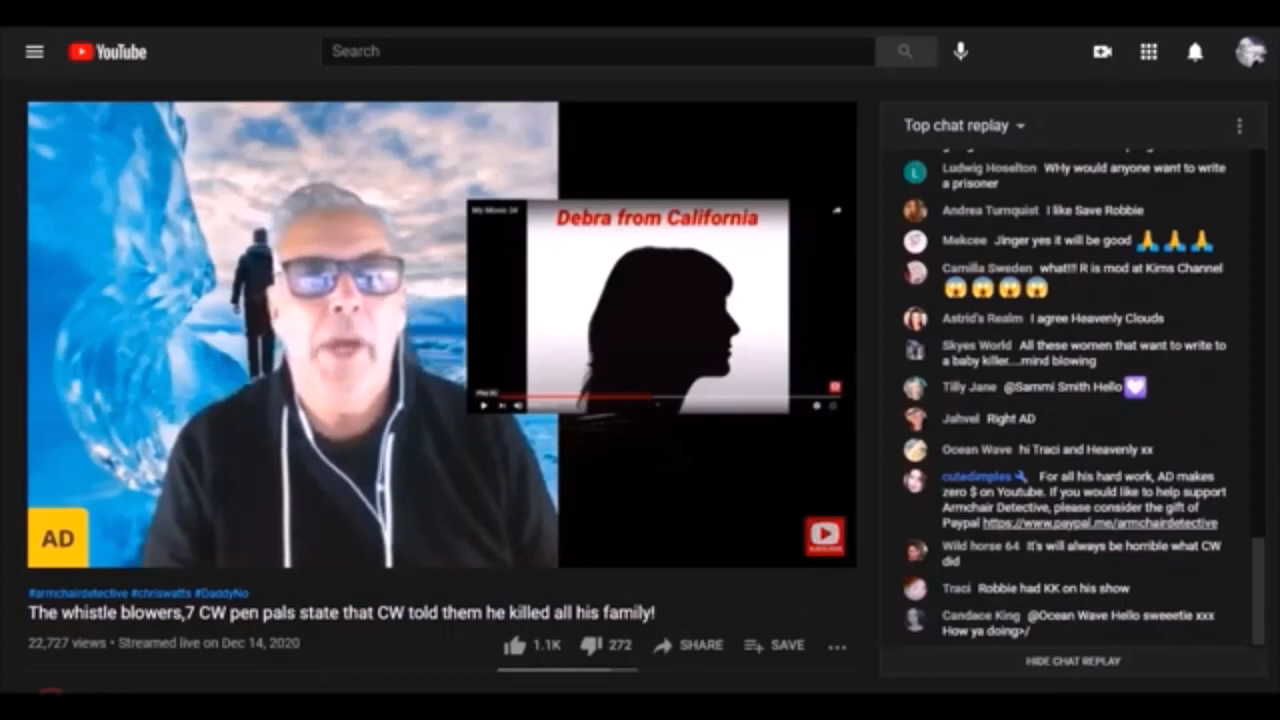 YouTube
Search
My Movie 34
Debra from California
AD
SUBSCRIBE
#armchairdetective #chriswatts #DaddyNo
The whistle blowers,7 CW pen pals state that CW told them he killed all his family!
22,727 views • Streamed live on Dec 14, 2020
1.1K
272
SHARE
SAVE
Top chat replay
L
Ludwig Hoselton WHy would anyone want to write
a prisoner
Andrea Turnquist I like Save Robbie
Mekcee Jinger yes it will be good 🙏 🙏 🙏
Camilla Sweden what!!! R is mod at Kims Channel
😱 😱 😱 😱
Astrid's Realm I agree Heavenly Clouds
Skyes World All these women that want to write to
a baby killer....mind blowing
Tilly Jane @Sammi Smith Hello 💜
Jahvel Right AD
Ocean Wave hi Traci and Heavenly xx
cutedimples 🔧 For all his hard work, AD makes
zero $ on Youtube. If you would like to help support
Armchair Detective, please consider the gift of
Paypal https://www.paypal.me/armchairdetective
Wild horse 64 It's will always be horrible what CW
did
Traci Robbie had KK on his show
Candace King @Ocean Wave Hello sweeetie xxx
How ya doing>/
HIDE CHAT REPLAY